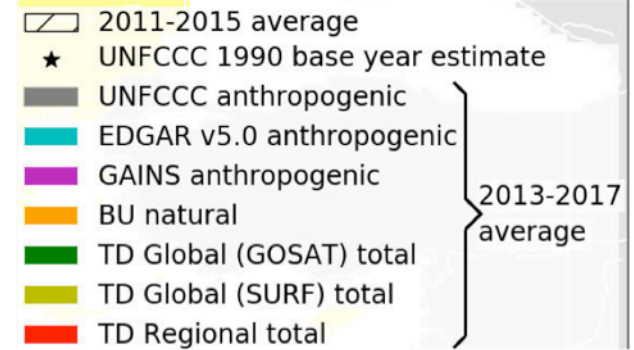 2011-2015 average
UNFCCC 1990 base year estimate
UNFCCC anthropogenic
EDGAR v5.0 anthropogenic
GAINS anthropogenic
BU natural
TD Global (GOSAT) total
TD Global (SURF) total
TD Regional total
2013-2017
average